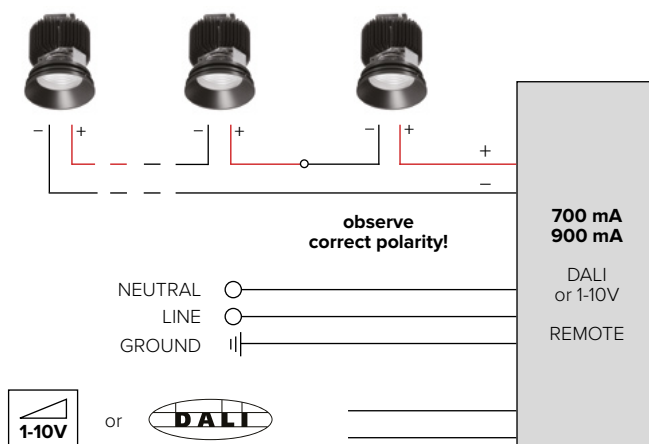 − + − + − +
+
−
observe
correct polarity!
700 mA
900 mA
DALI
or 1-10V
REMOTE
NEUTRAL
LINE
GROUND
1-10V
or
DALI